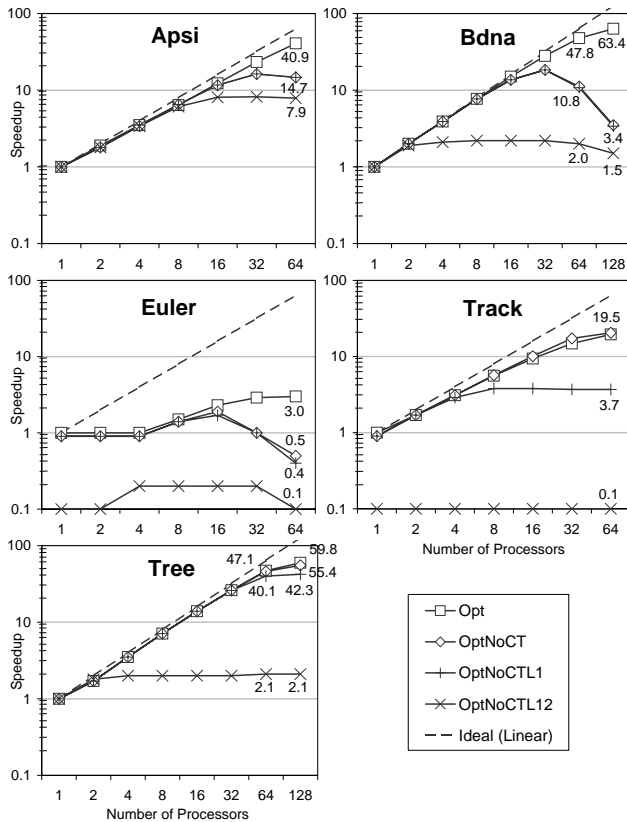 Apsi
Speedup
100
10
1
0.1
40.9
14.7
7.9
1 2 4 8 16 32 64
Bdna
100
10
1
0.1
47.8
63.4
10.8
3.4
2.0
1.5
1 2 4 8 16 32 64 128
Euler
Speedup
100
10
1
0.1
3.0
0.5
0.4
0.1
1 2 4 8 16 32 64
Track
100
10
1
0.1
19.5
3.7
0.1
1 2 4 8 16 32 64
Number of Processors
Tree
Speedup
100
10
1
0.1
47.1
59.8
55.4
40.1
42.3
2.1
2.1
1 2 4 8 16 32 64 128
Number of Processors
Opt
OptNoCT
OptNoCTL1
OptNoCTL12
Ideal (Linear)